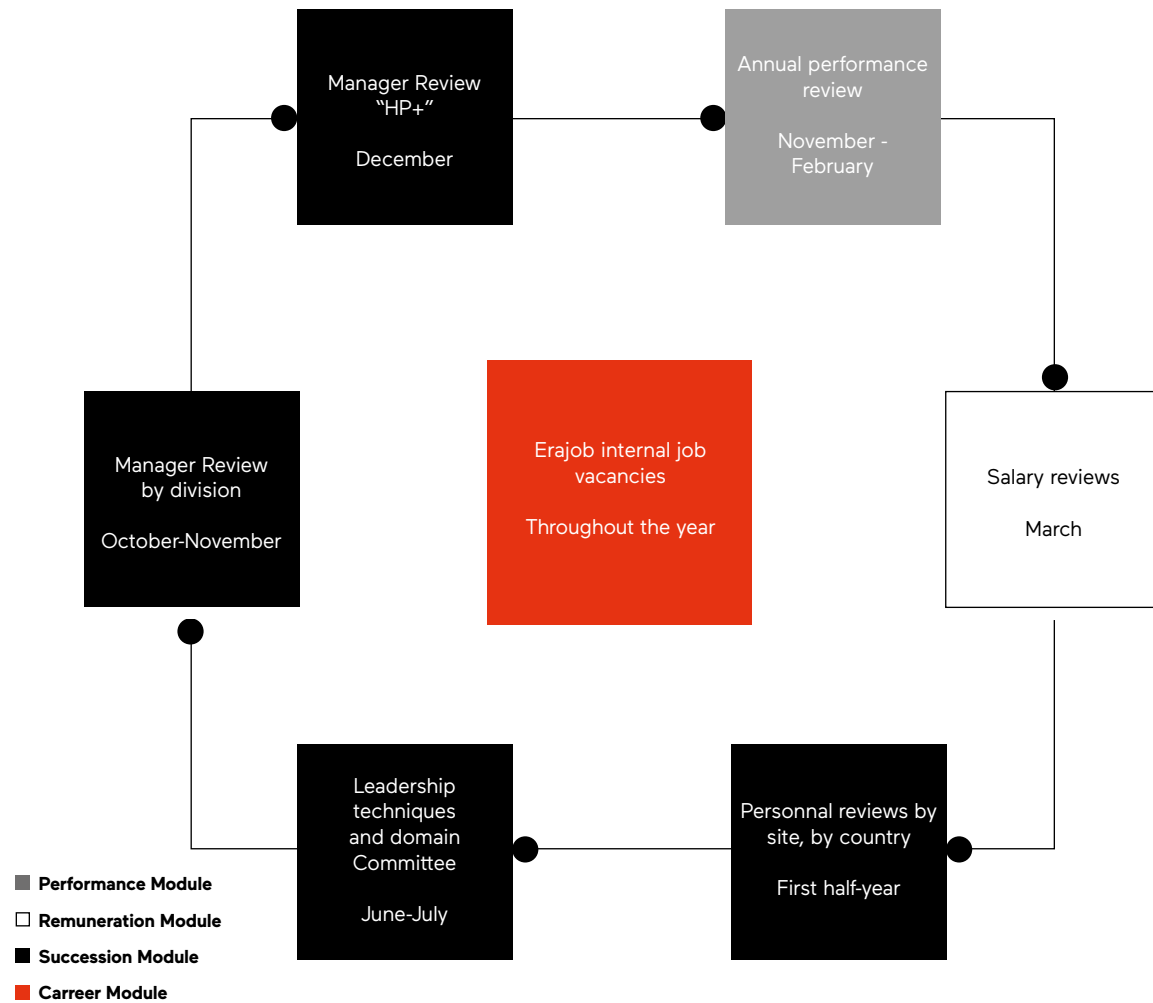 Manager Review
“HP+”
December
Annual performance
review
November -
February
Manager Review
by division
October-November
Erajob internal job
vacancies
Throughout the year
Salary reviews
March
Leadership
techniques
and domain
Committee
June-July
Personnal reviews by
site, by country
First half-year
Performance Module
Remuneration Module
Succession Module
Carreer Module